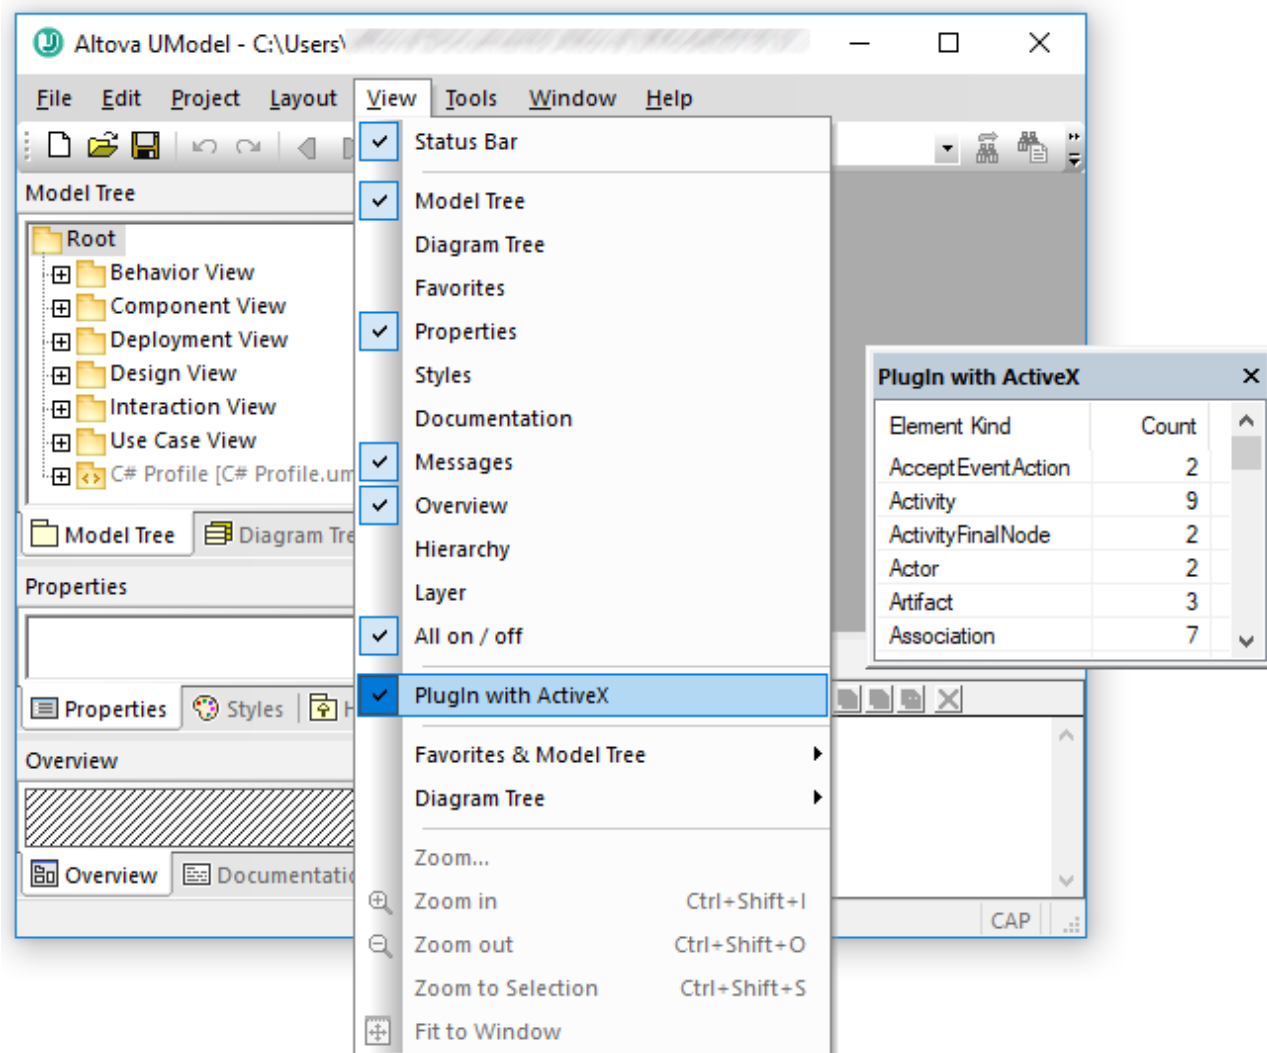 Altova UModel - C:\Users\
File Edit Project Layout View Tools Window Help
Model Tree
Root
Behavior View
Component View
Deployment View
Design View
Interaction View
Use Case View
C# Profile [C# Profile.um
Model Tree Diagram Tre
Properties
Properties Styles H
Overview
Overview Documentatio
Status Bar
Model Tree
Diagram Tree
Favorites
Properties
Styles
Documentation
Messages
Overview
Hierarchy
Layer
All on / off
PlugIn with ActiveX
Favorites & Model Tree
Diagram Tree
Zoom...
Zoom in Ctrl+Shift+I
Zoom out Ctrl+Shift+O
Zoom to Selection Ctrl+Shift+S
Fit to Window
PlugIn with ActiveX
Element Kind Count
AcceptEventAction 2
Activity 9
ActivityFinalNode 2
Actor 2
Artifact 3
Association 7
CAP